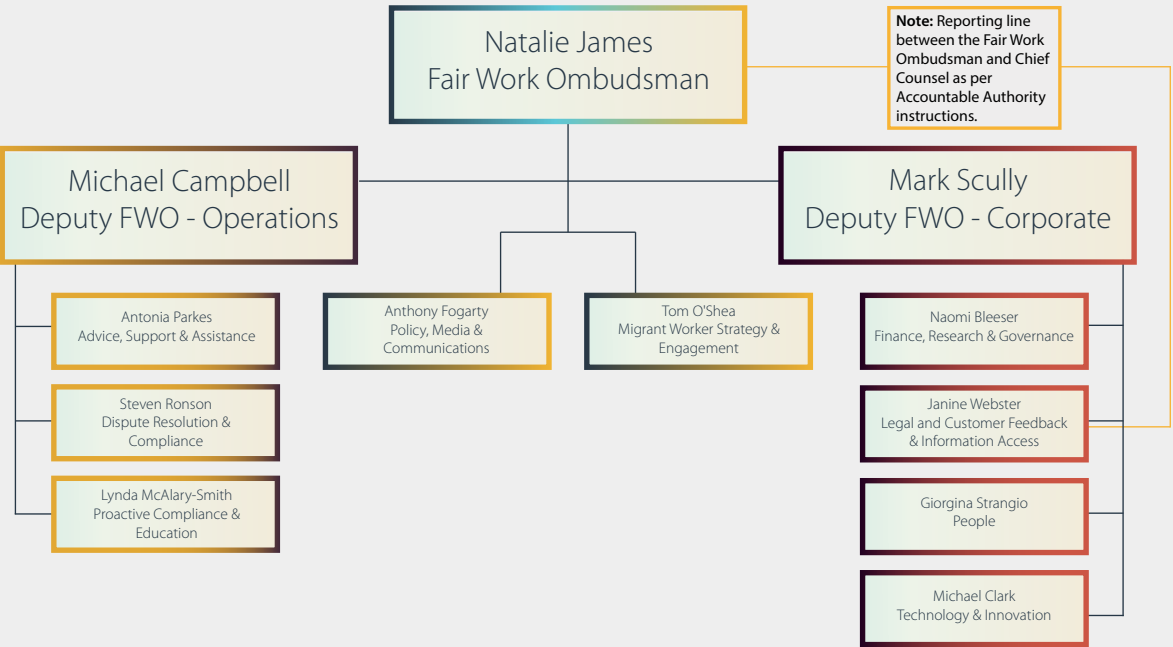 Natalie James
Fair Work Ombudsman
Note: Reporting line
between the Fair Work
Ombudsman and Chief
Counsel as per
Accountable Authority
instructions.
Michael Campbell
Deputy FWO - Operations
Mark Scully
Deputy FWO - Corporate
Antonia Parkes
Advice, Support & Assistance
Steven Ronson
Dispute Resolution &
Compliance
Lynda McAlary-Smith
Proactive Compliance &
Education
Anthony Fogarty
Policy, Media &
Communications
Tom O'Shea
Migrant Worker Strategy &
Engagement
Naomi Bleeser
Finance, Research & Governance
Janine Webster
Legal and Customer Feedback
& Information Access
Giorgina Strangio
People
Michael Clark
Technology & Innovation